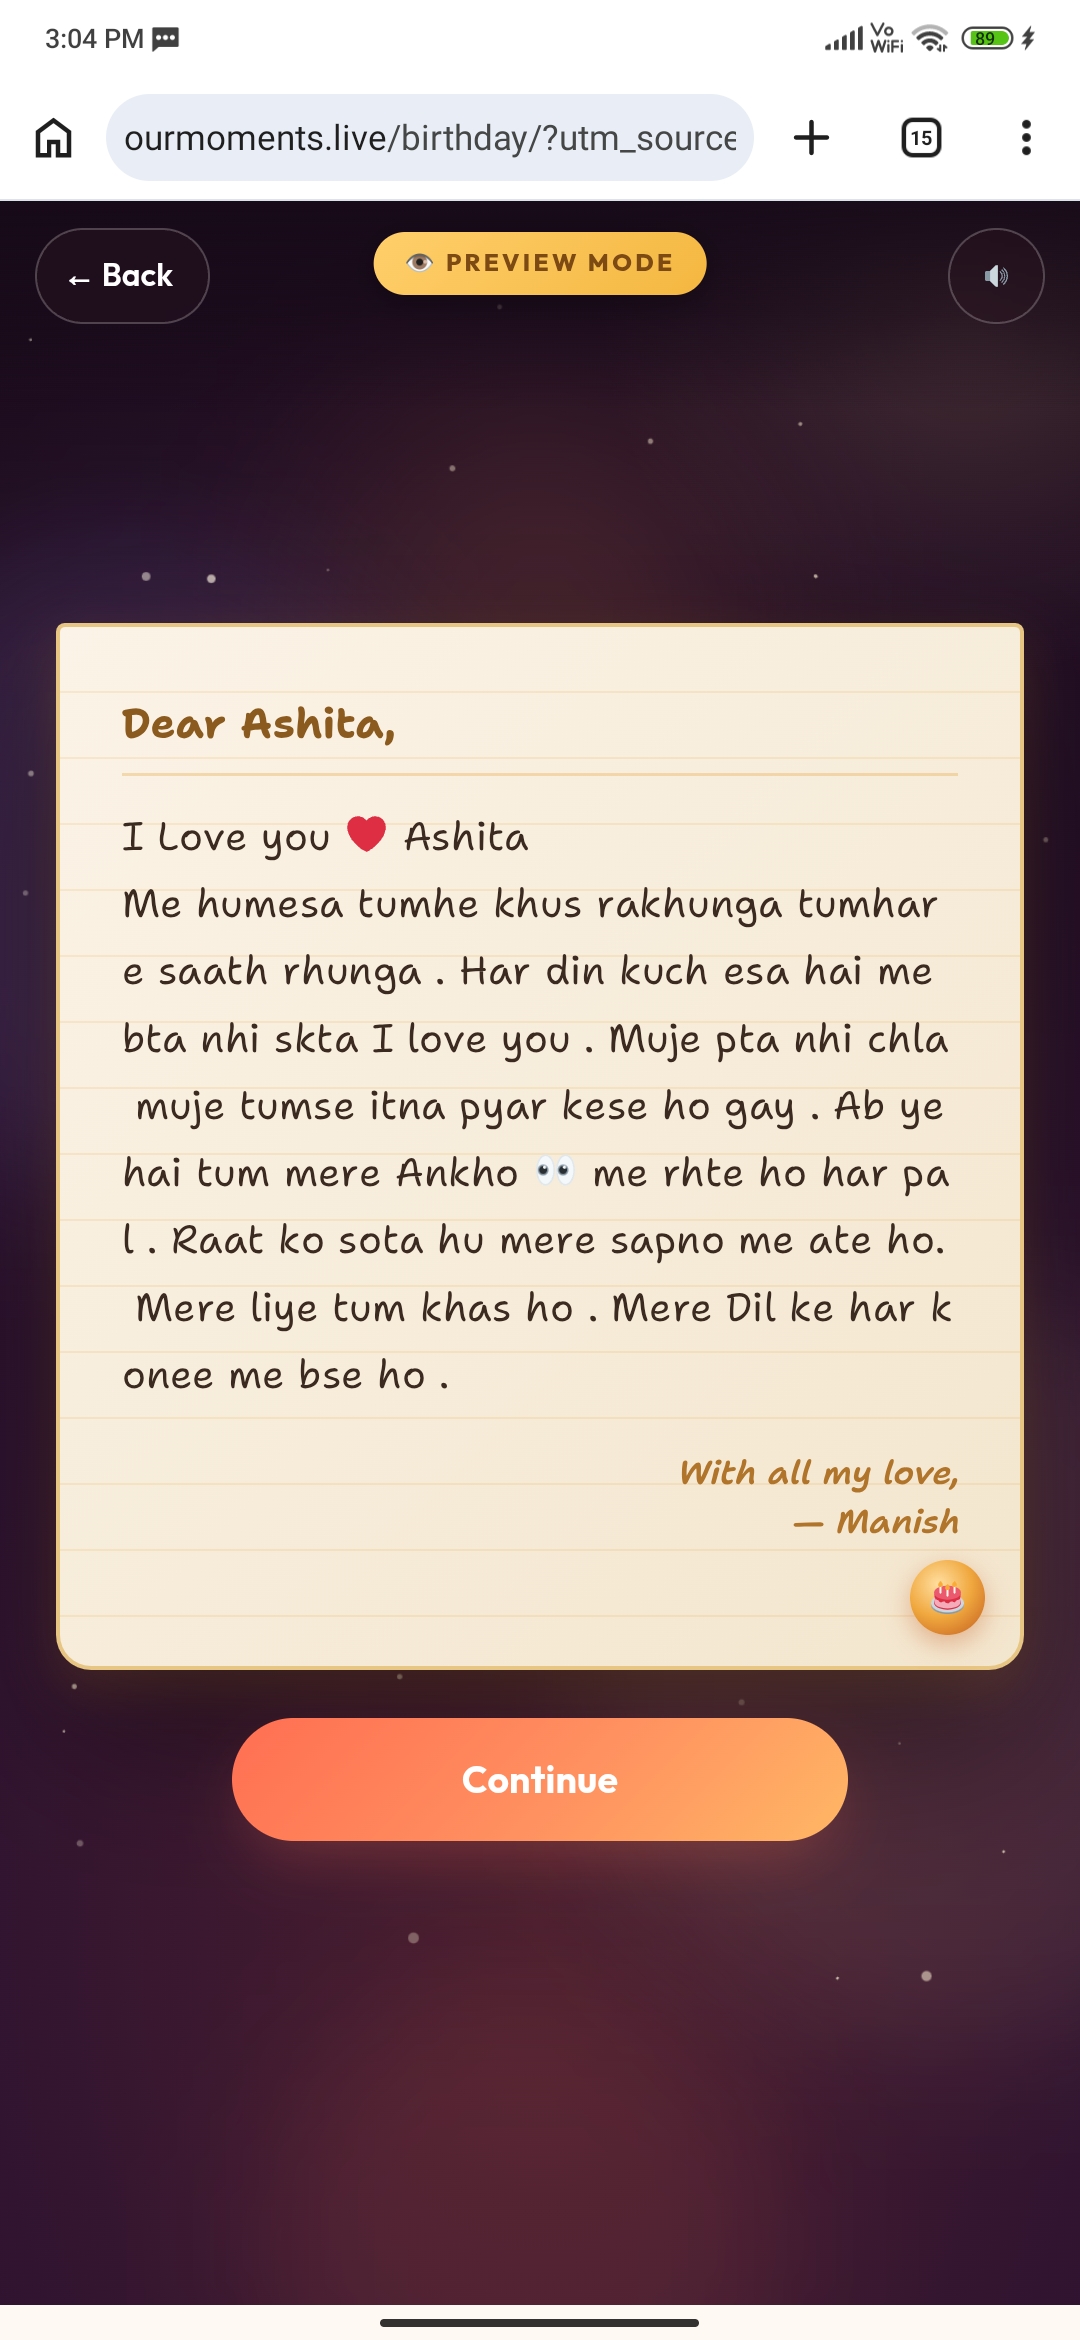 3:04 PM
Vo
WiFi
89
ourmoments.live/birthday/?utm_source
15
← Back
PREVIEW MODE
Dear Ashita,
I Love you ❤️ Ashita
Me humesa tumhe khus rakhunga tumhar
e saath rhunga . Har din kuch esa hai me
bta nhi skta I love you . Muje pta nhi chla
muje tumse itna pyar kese ho gay . Ab ye
hai tum mere Ankho 👀 me rhte ho har pa
l . Raat ko sota hu mere sapno me ate ho.
Mere liye tum khas ho . Mere Dil ke har k
onee me bse ho .
With all my love,
— Manish
Continue